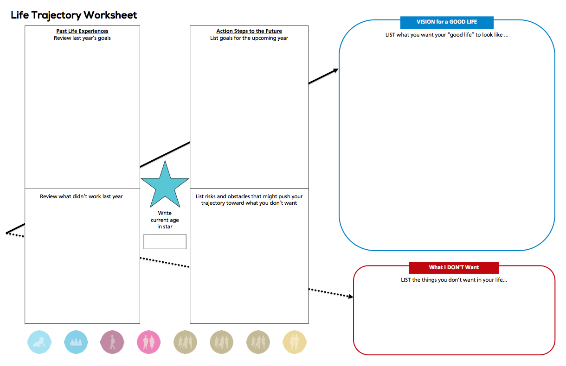 Life Trajectory Worksheet
Past Life Experiences
Review last year's goals
Action Steps to the Future
List goals for the upcoming year
VISION for a GOOD LIFE
LIST what you want your "good life" to look like ...
Review what didn't work last year
Write
current age
in star
List risks and obstacles that might push your
trajectory toward what you don't want
What I DON'T Want
LIST the things you don't want in your life...